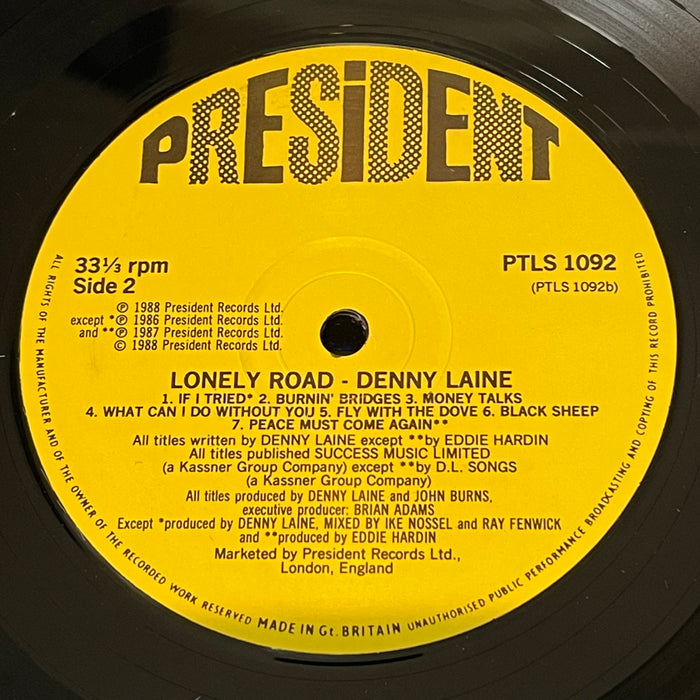 PRESiDENT
33⅓ rpm
Side 2
PTLS 1092
(PTLS 1092b)
℗ 1988 President Records Ltd.
except *℗ 1986 President Records Ltd.
and **℗ 1987 President Records Ltd.
© 1988 President Records Ltd.
LONELY ROAD - DENNY LAINE
1. IF I TRIED* 2. BURNIN' BRIDGES 3. MONEY TALKS
4. WHAT CAN I DO WITHOUT YOU 5. FLY WITH THE DOVE 6. BLACK SHEEP
7. PEACE MUST COME AGAIN**
All titles written by DENNY LAINE except **by EDDIE HARDIN
All titles published SUCCESS MUSIC LIMITED
(a Kassner Group Company) except **by D.L. SONGS
(a Kassner Group Company)
All titles produced by DENNY LAINE and JOHN BURNS,
executive producer: BRIAN ADAMS
Except *produced by DENNY LAINE, MIXED BY IKE NOSSEL and RAY FENWICK
and **produced by EDDIE HARDIN
Marketed by President Records Ltd.,
London, England
ALL RIGHTS OF THE MANUFACTURER AND OF THE OWNER OF THE RECORDED WORK RESERVED MADE IN Gt. BRITAIN UNAUTHORISED PUBLIC PERFORMANCE BROADCASTING AND COPYING OF THIS RECORD PROHIBITED